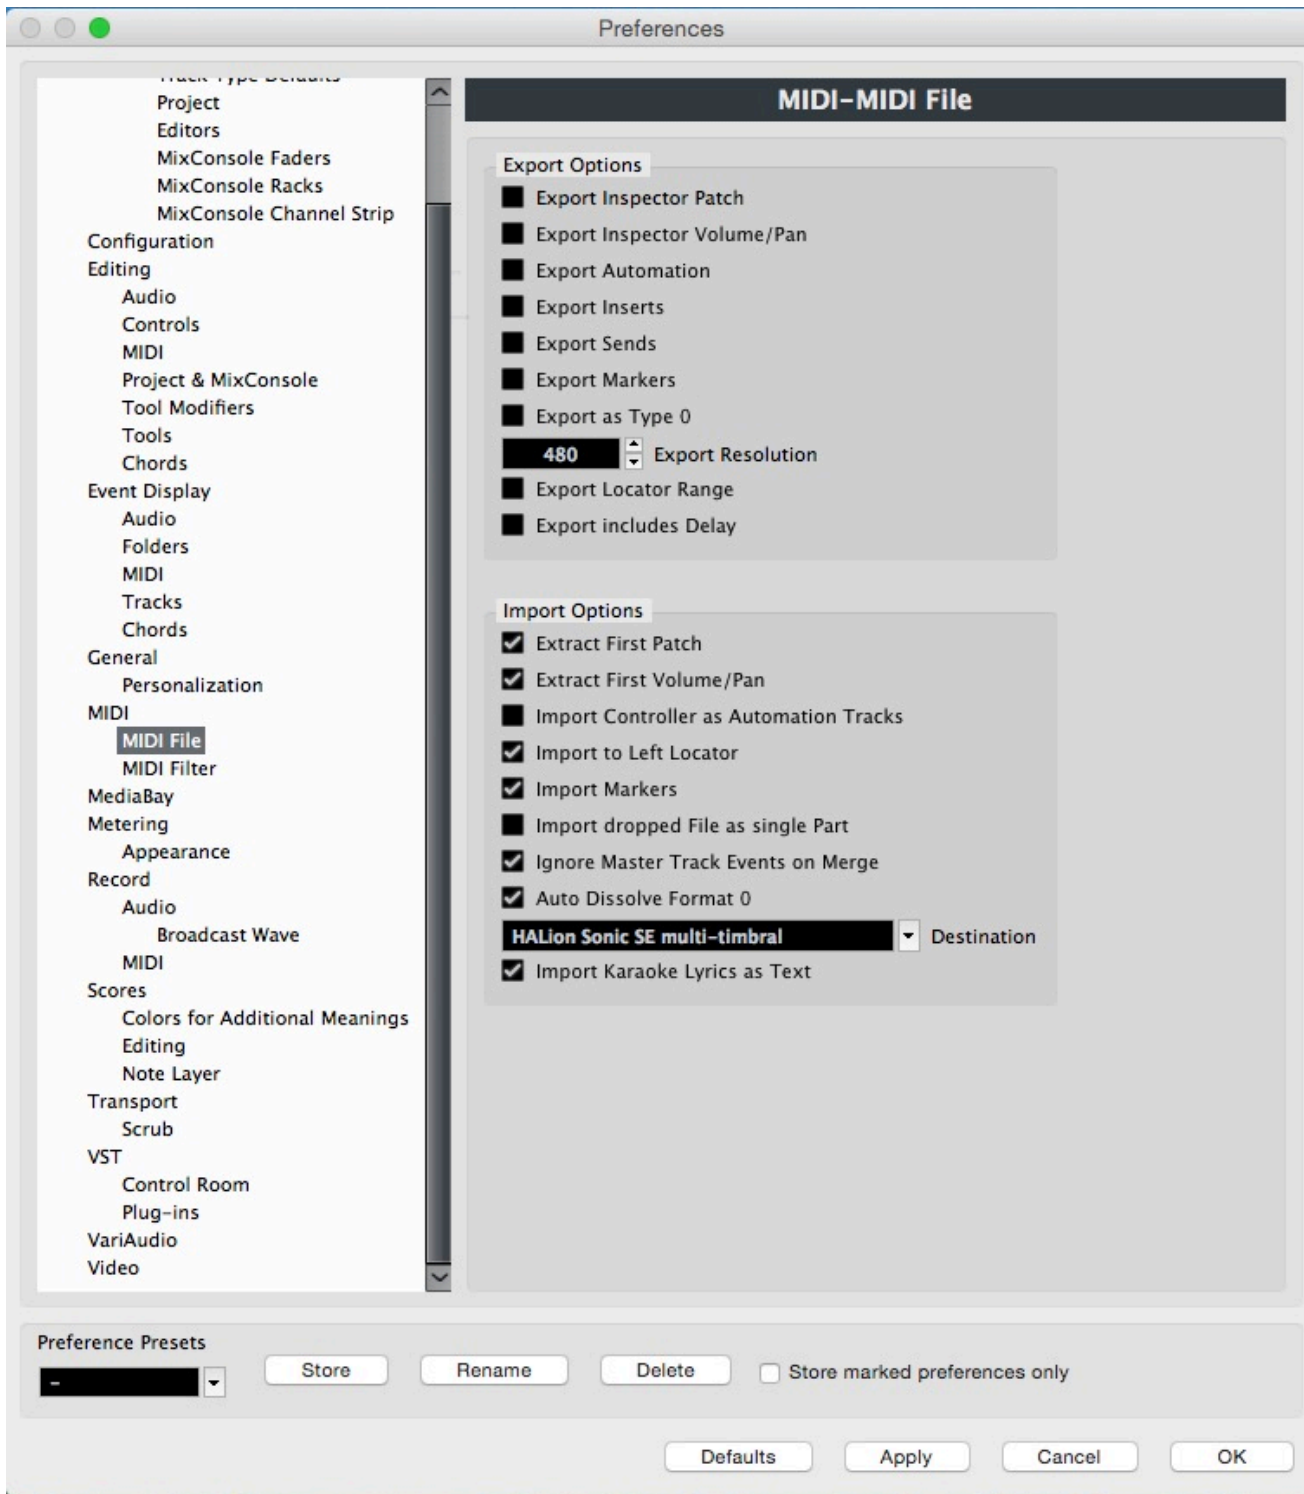 Preferences
Track Type Defaults
Project
Editors
MixConsole Faders
MixConsole Racks
MixConsole Channel Strip
Configuration
Editing
Audio
Controls
MIDI
Project & MixConsole
Tool Modifiers
Tools
Chords
Event Display
Audio
Folders
MIDI
Tracks
Chords
General
Personalization
MIDI
MIDI File
MIDI Filter
MediaBay
Metering
Appearance
Record
Audio
Broadcast Wave
MIDI
Scores
Colors for Additional Meanings
Editing
Note Layer
Transport
Scrub
VST
Control Room
Plug-ins
VariAudio
Video
MIDI-MIDI File
Export Options
Export Inspector Patch
Export Inspector Volume/Pan
Export Automation
Export Inserts
Export Sends
Export Markers
Export as Type 0
480 Export Resolution
Export Locator Range
Export includes Delay
Import Options
Extract First Patch
Extract First Volume/Pan
Import Controller as Automation Tracks
Import to Left Locator
Import Markers
Import dropped File as single Part
Ignore Master Track Events on Merge
Auto Dissolve Format 0
HALion Sonic SE multi-timbral Destination
Import Karaoke Lyrics as Text
Preference Presets
– Store Rename Delete Store marked preferences only
Defaults Apply Cancel OK